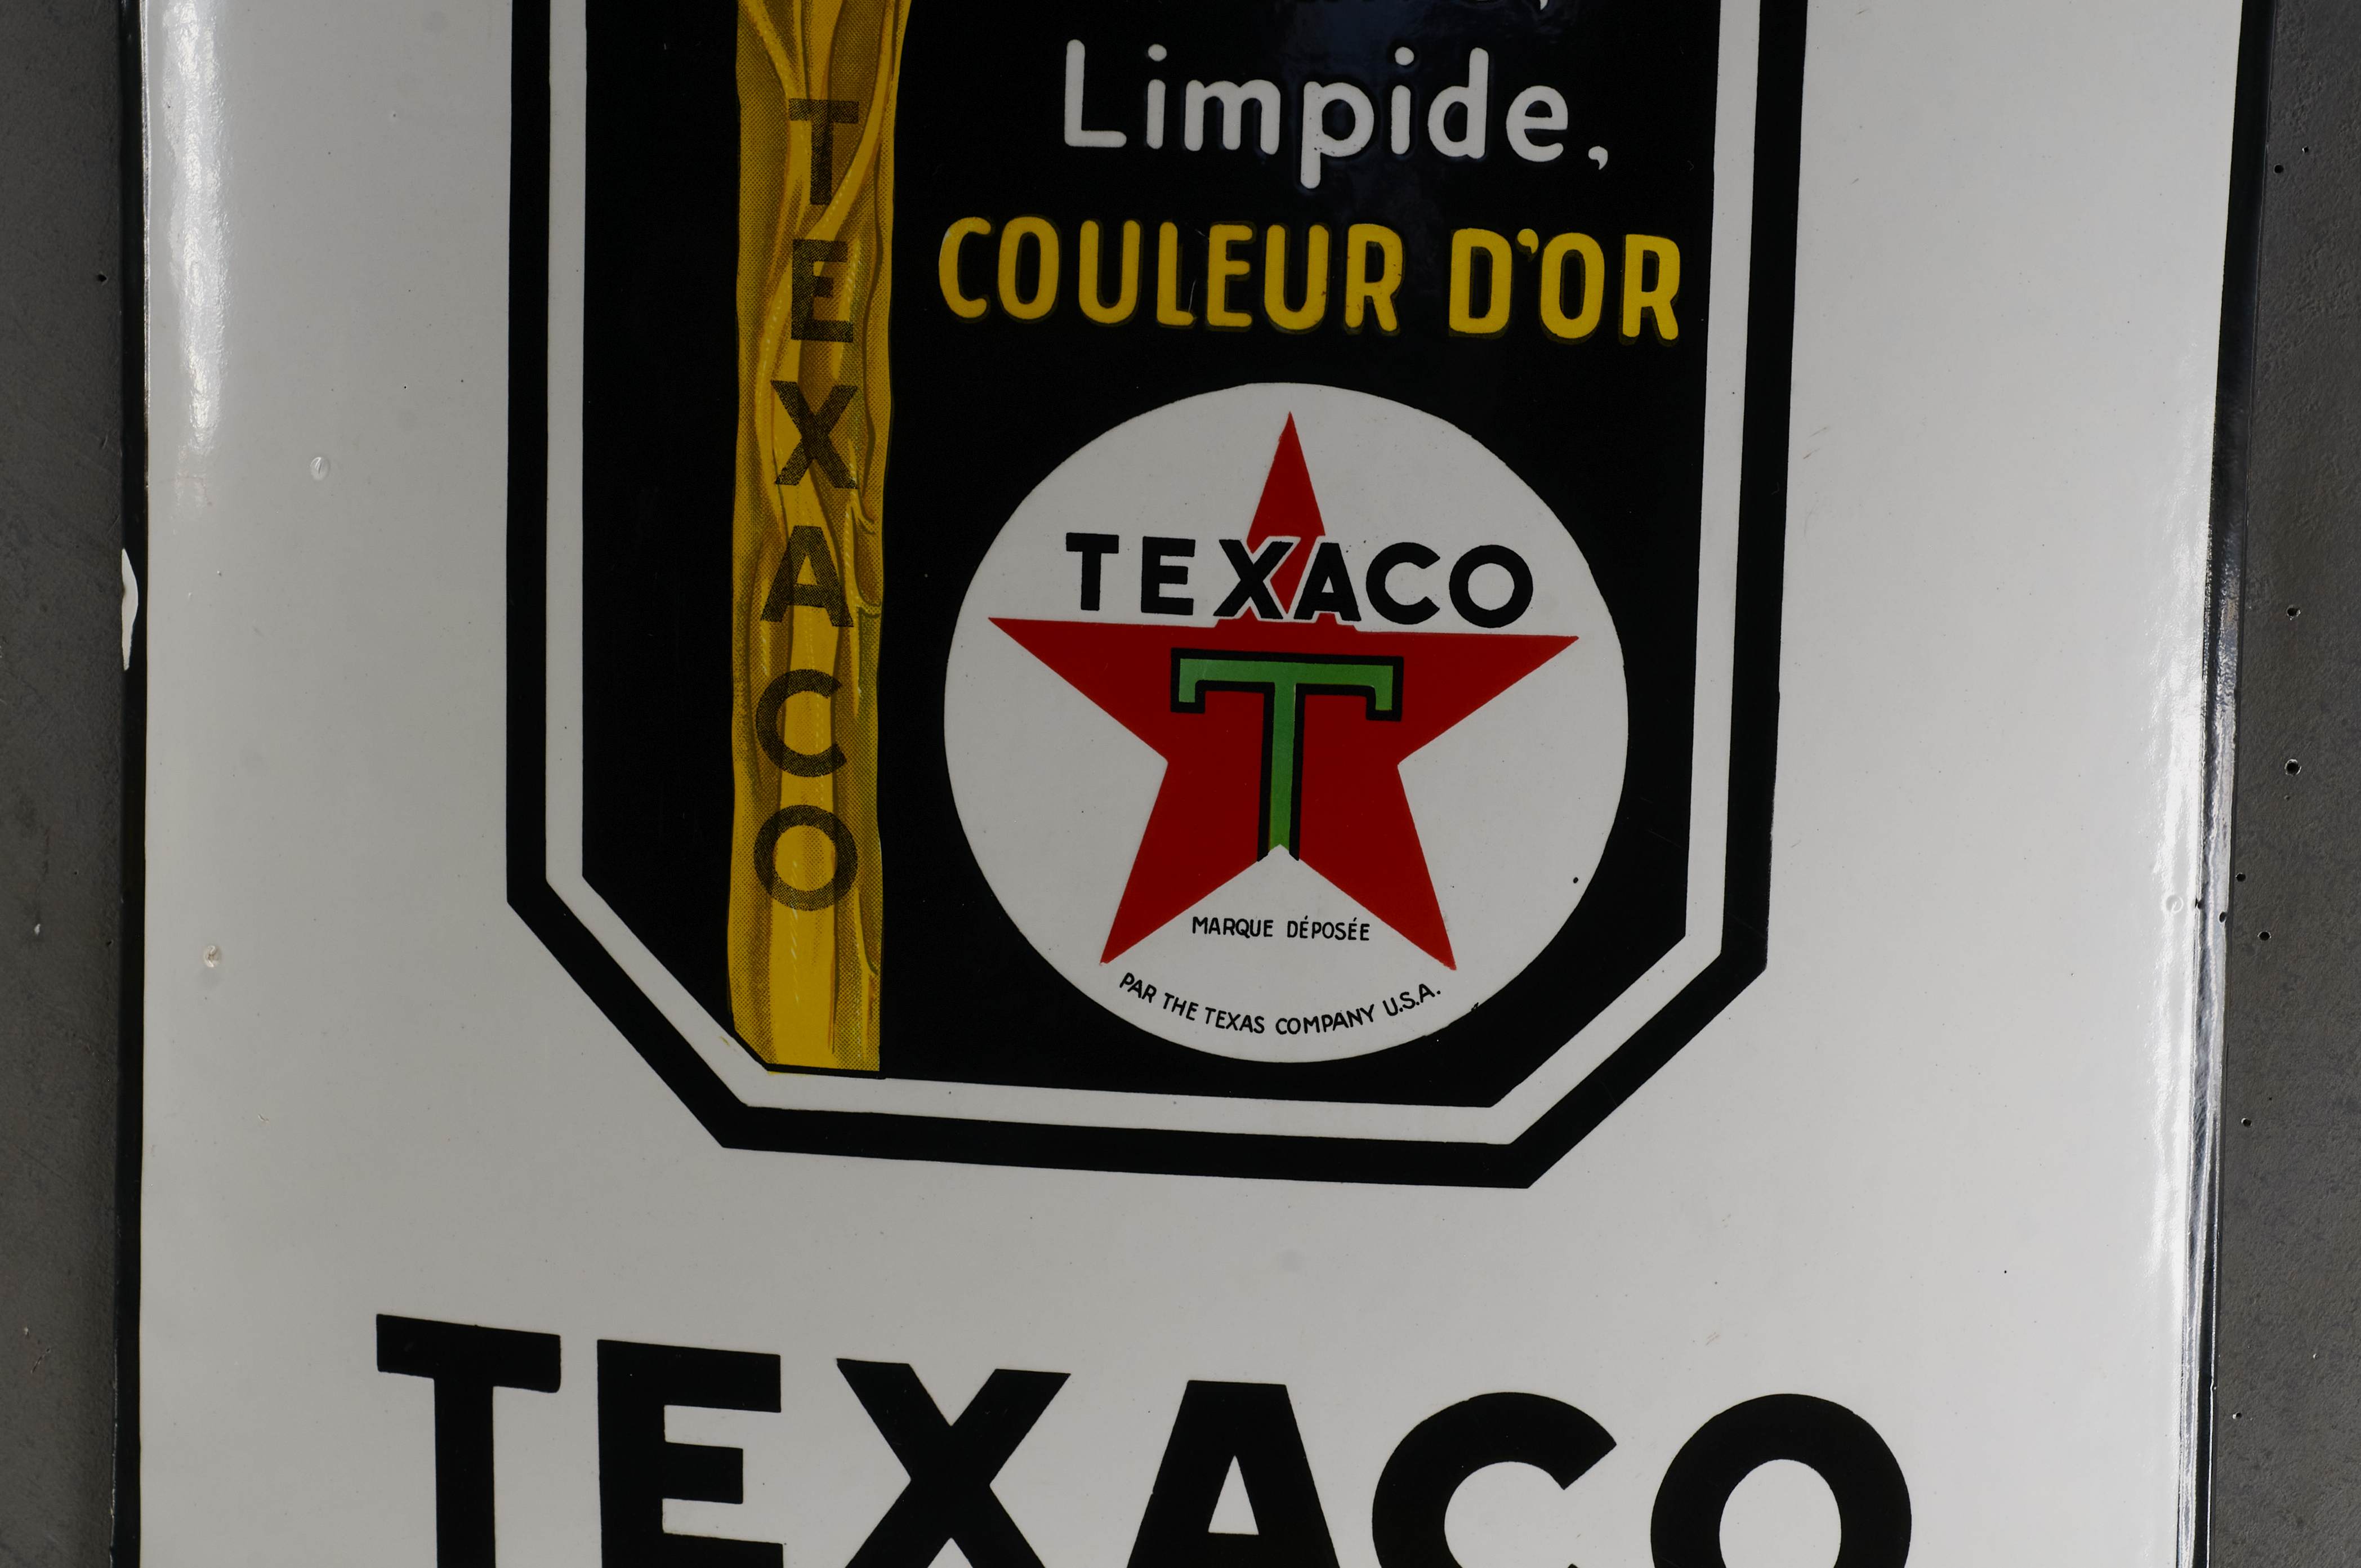 Limpide,
COULEUR D'OR
TEXACO
TEXACO
T
MARQUE DÉPOSÉE
PAR THE TEXAS COMPANY U.S.A.
TEXACO